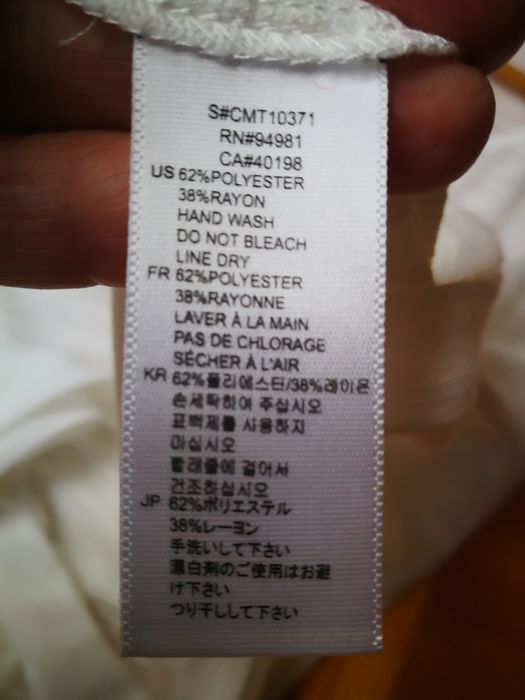 S#CMT10371
RN#94981
CA#40198
US 62%POLYESTER
38%RAYON
HAND WASH
DO NOT BLEACH
LINE DRY
FR 62%POLYESTER
38%RAYONNE
LAVER À LA MAIN
PAS DE CHLORAGE
SÉCHER À L'AIR
KR 62%폴리에스터/38%레이온
손세탁하여 주십시오
표백제를 사용하지
마십시오
빨래줄에 걸어서
건조하십시오
JP 62%ポリエステル
38%レーヨン
手洗いして下さい
漂白剤のご使用はお避
け下さい
つり干しして下さい